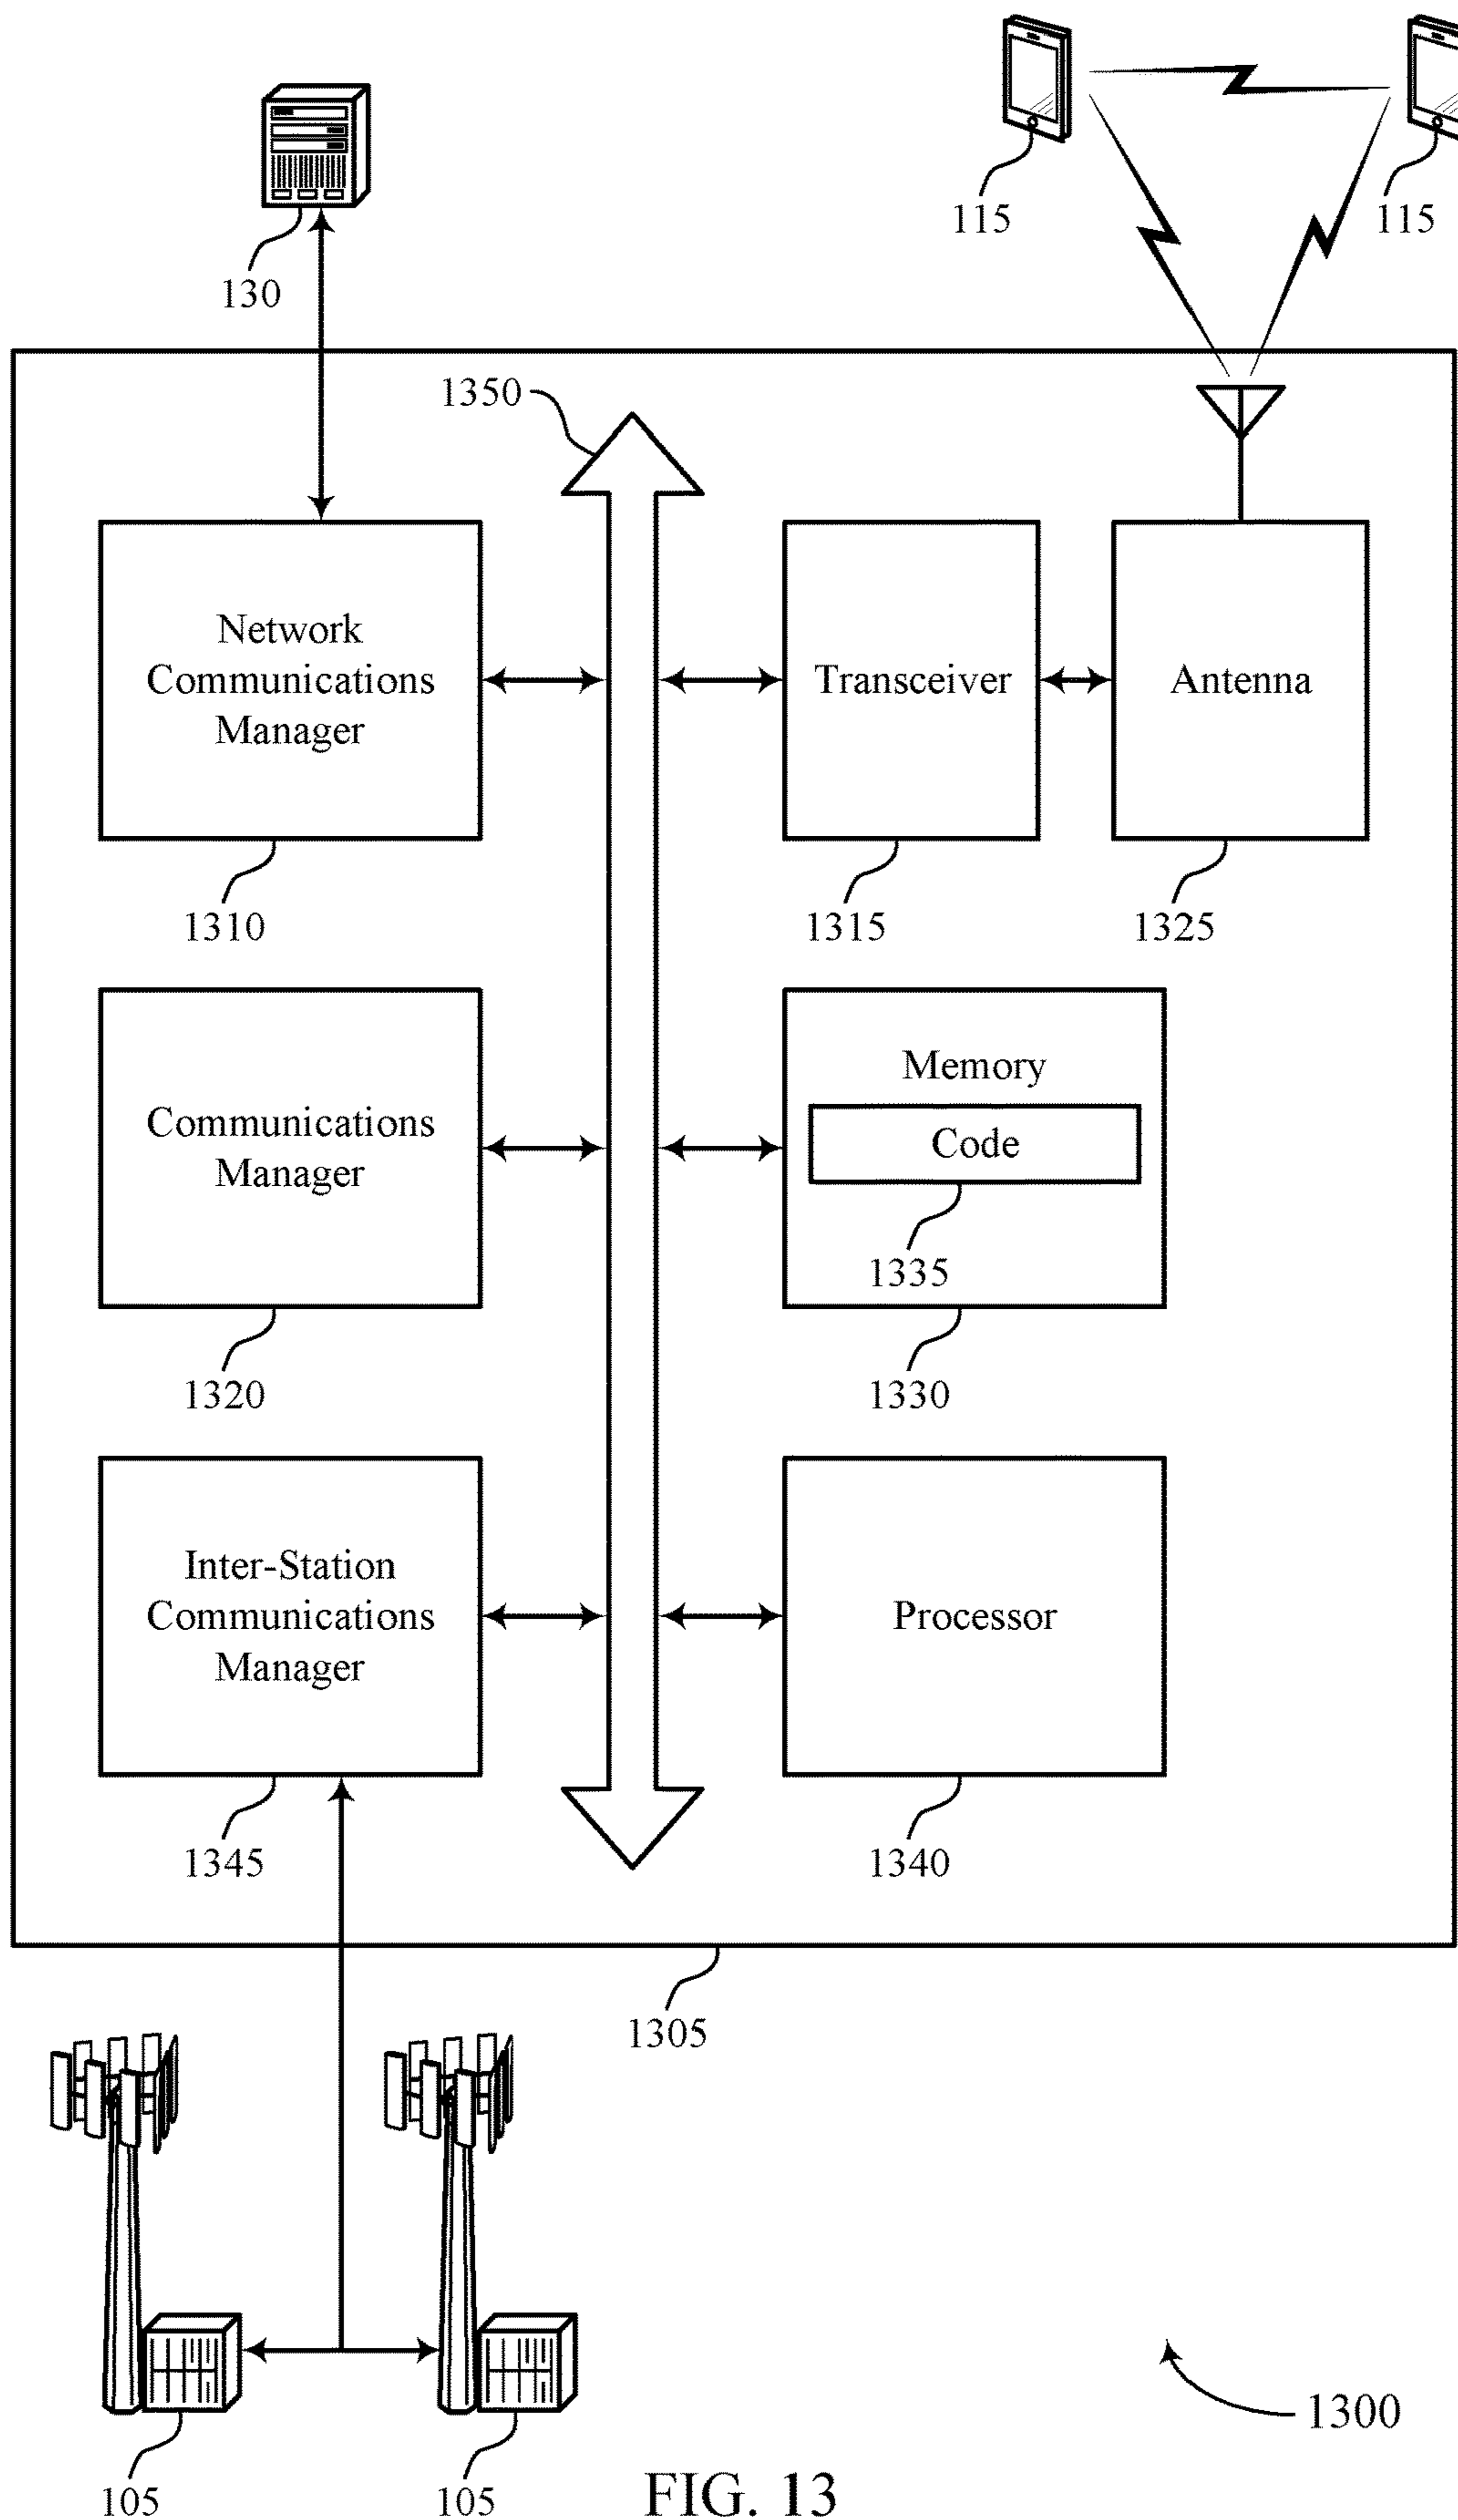 115
115
130
1350
Network
Communications
Manager
Transceiver
Antenna
1310
1315
1325
Communications
Manager
Memory
Code
1335
1320
1330
Inter-Station
Communications
Manager
Processor
1345
1340
1305
1300
105
105
FIG. 13